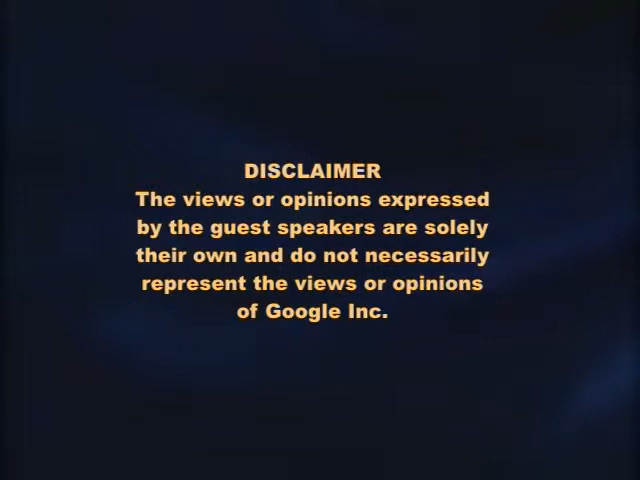 DISCLAIMER
The views or opinions expressed
by the guest speakers are solely
their own and do not necessarily
represent the views or opinions
of Google Inc.